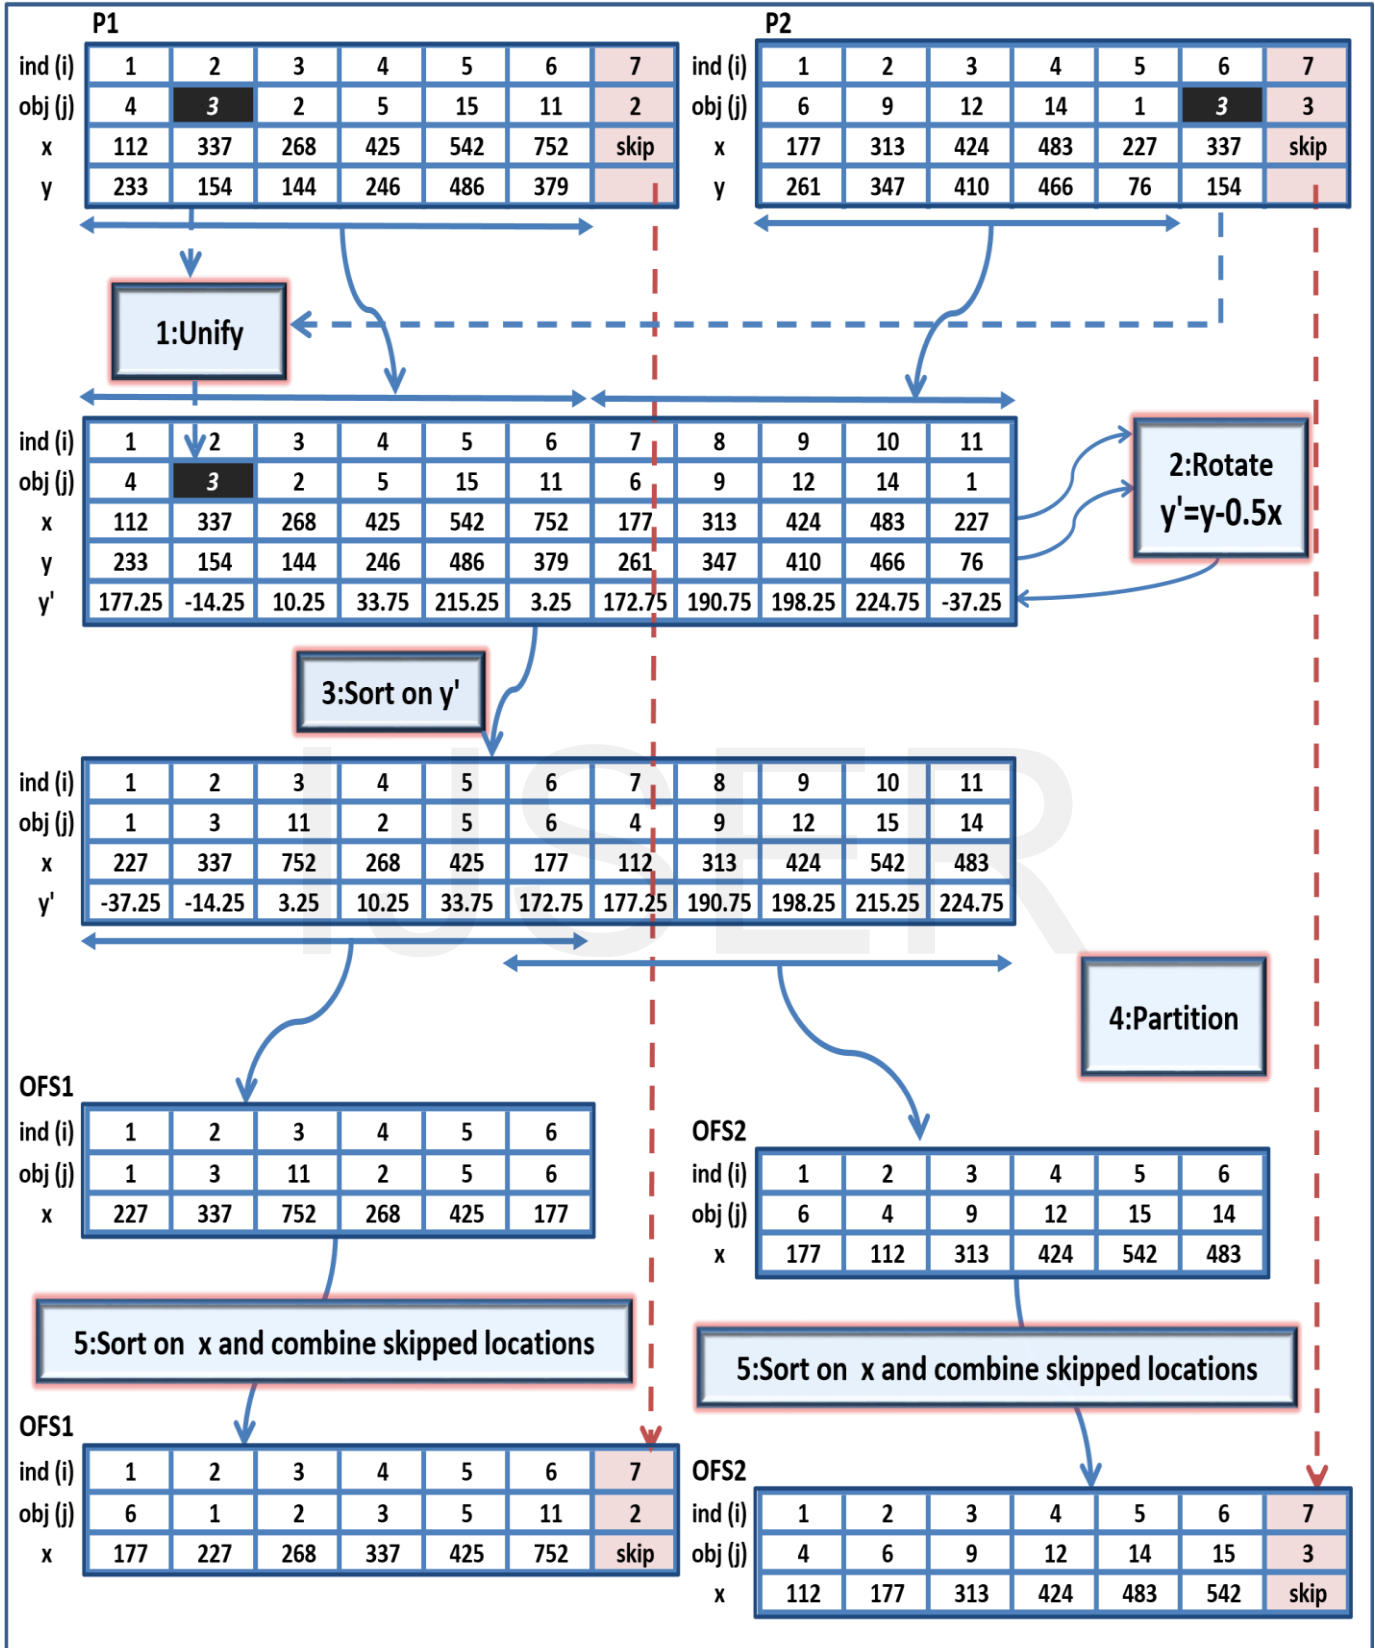 P1
ind (i) 1 2 3 4 5 6 7
obj (j) 4 3 2 5 15 11 2
x 112 337 268 425 542 752 skip
y 233 154 144 246 486 379
P2
ind (i) 1 2 3 4 5 6 7
obj (j) 6 9 12 14 1 3 3
x 177 313 424 483 227 337 skip
y 261 347 410 466 76 154
1:Unify
ind (i) 1 2 3 4 5 6 7 8 9 10 11
obj (j) 4 3 2 5 15 11 6 9 12 14 1
x 112 337 268 425 542 752 177 313 424 483 227
y 233 154 144 246 486 379 261 347 410 466 76
y' 177.25 -14.25 10.25 33.75 215.25 3.25 172.75 190.75 198.25 224.75 -37.25
2:Rotate
y'=y-0.5x
3:Sort on y'
ind (i) 1 2 3 4 5 6 7 8 9 10 11
obj (j) 1 3 11 2 5 6 4 9 12 15 14
x 227 337 752 268 425 177 112 313 424 542 483
y' -37.25 -14.25 3.25 10.25 33.75 172.75 177.25 190.75 198.25 215.25 224.75
IJSER
4:Partition
OFS1
ind (i) 1 2 3 4 5 6
obj (j) 1 3 11 2 5 6
x 227 337 752 268 425 177
OFS2
ind (i) 1 2 3 4 5 6
obj (j) 6 4 9 12 15 14
x 177 112 313 424 542 483
5:Sort on x and combine skipped locations
5:Sort on x and combine skipped locations
OFS1
ind (i) 1 2 3 4 5 6 7
obj (j) 6 1 2 3 5 11 2
x 177 227 268 337 425 752 skip
OFS2
ind (i) 1 2 3 4 5 6 7
obj (j) 4 6 9 12 14 15 3
x 112 177 313 424 483 542 skip